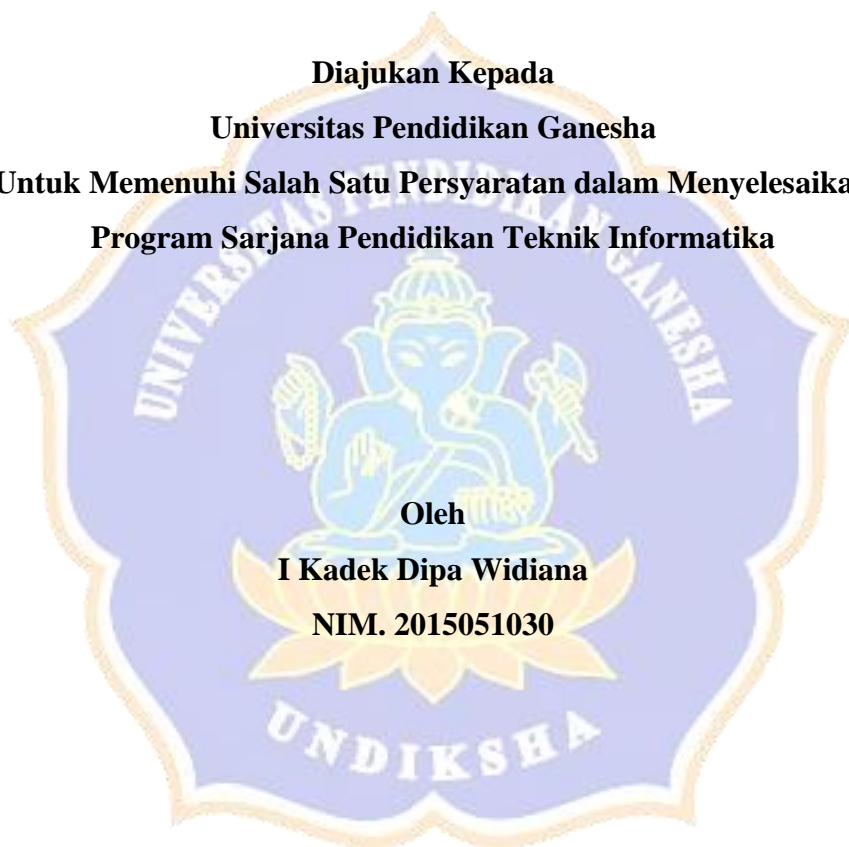 Diajukan Kepada
Universitas Pendidikan Ganesha
Untuk Memenuhi Salah Satu Persyaratan dalam Menyelesaika
Program Sarjana Pendidikan Teknik Informatika
UNIVERSITAS PENDIDIKAN GANESHA
Oleh
I Kadek Dipa Widiana
NIM. 2015051030
UNDIKSHA